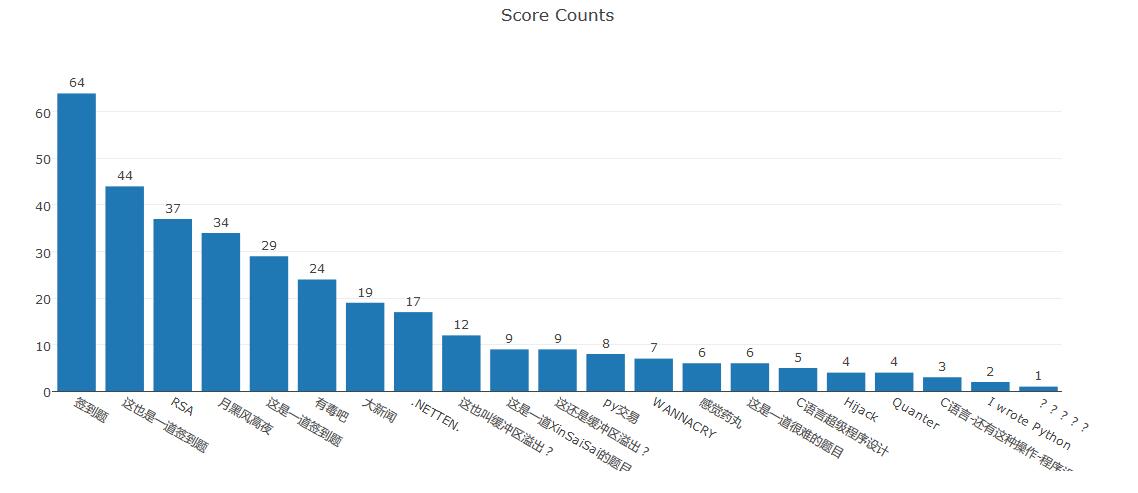 Score Counts
64
44
37
34
29
24
19
17
12
9
9
8
7
6
6
5
4
4
3
2
1
60
50
40
30
20
10
0
签到题
这也是一道签到题
RSA
月黑风高夜
这是一道签到题
有毒吧
大新闻
.NETTEN.
这也叫缓冲区溢出？
这是一道XinSaiSai的题目
这还是缓冲区溢出？
py交易
WANNACRY
感觉药丸
这是一道很难的题目
C语言超级程序设计
Hijack
Quanter
C语言-还有这种操作-程序
I wrote Python
？？？？？